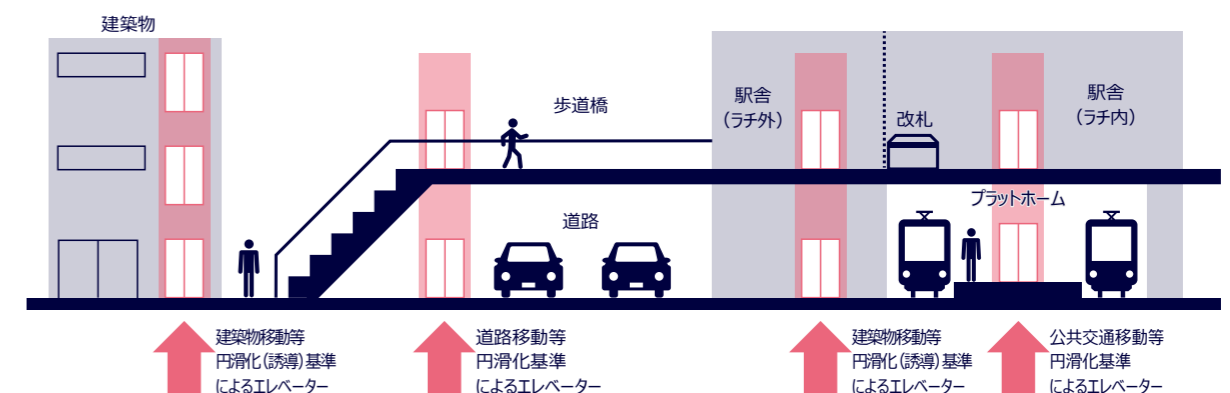 建築物
歩道橋
道路
駅舎
(ラチ外)
改札
駅舎
(ラチ内)
プラットホーム
建築物移動等
円滑化(誘導)基準
によるエレベーター
道路移動等
円滑化基準
によるエレベーター
建築物移動等
円滑化(誘導)基準
によるエレベーター
公共交通移動等
円滑化基準
によるエレベーター